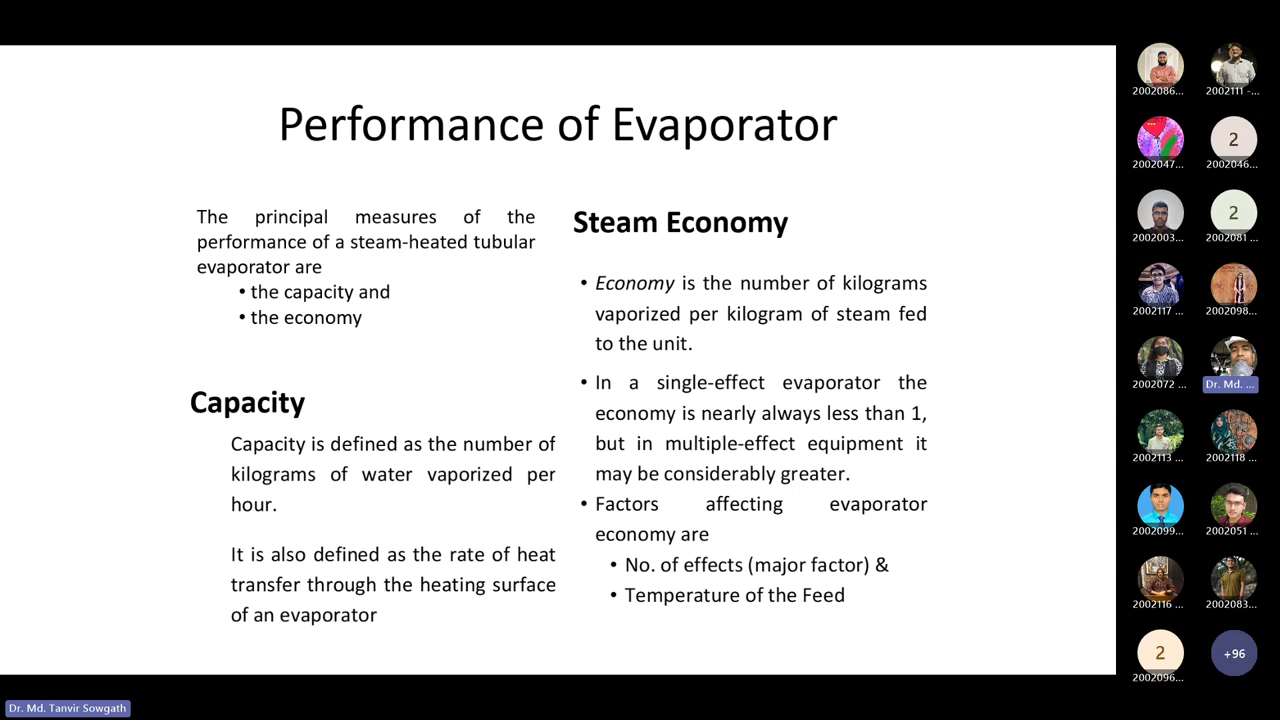 Performance of Evaporator
The principal measures of the
performance of a steam-heated tubular
evaporator are
• the capacity and
• the economy
Capacity
Capacity is defined as the number of
kilograms of water vaporized per
hour.
It is also defined as the rate of heat
transfer through the heating surface
of an evaporator
Steam Economy
• Economy is the number of kilograms
vaporized per kilogram of steam fed
to the unit.
• In a single-effect evaporator the
economy is nearly always less than 1,
but in multiple-effect equipment it
may be considerably greater.
• Factors affecting evaporator
economy are
• No. of effects (major factor) &
• Temperature of the Feed
2002086...
2002111 -...
2002047...
2
2002046...
2002003...
2
2002081 ...
2002117 ...
2002098...
2002072 ...
Dr. Md. ...
2002113 ...
2002118 ...
2002099...
2002051 ...
2002116 ...
2002083...
2
2002096...
+96
Dr. Md. Tanvir Sowgath